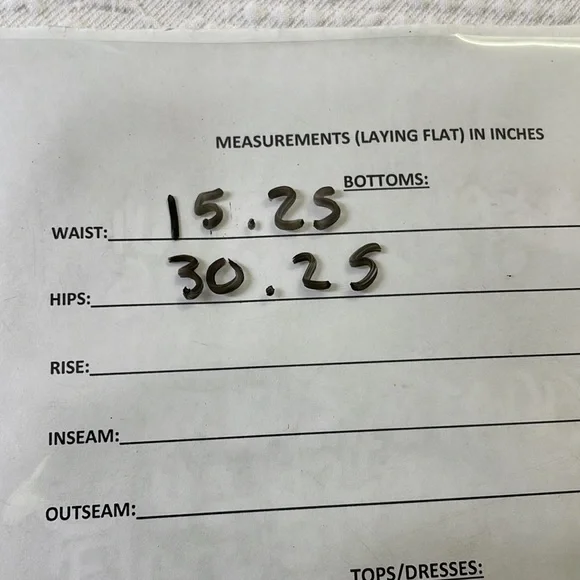 MEASUREMENTS (LAYING FLAT) IN INCHES
BOTTOMS:
WAIST: 15.25
HIPS: 30.25
RISE:
INSEAM:
OUTSEAM:
TOPS/DRESSES: